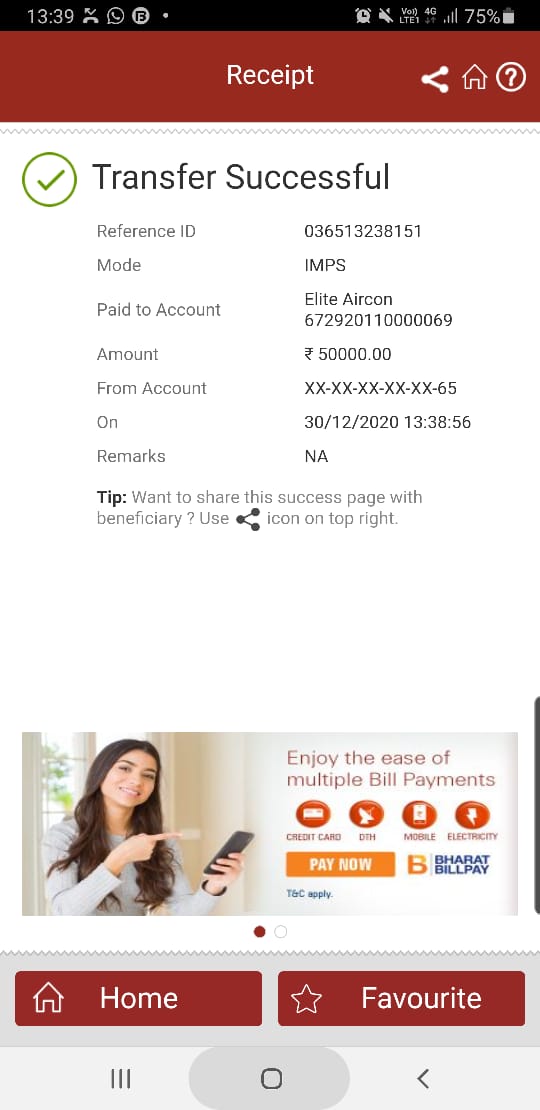 13:39
Vo))
LTE1
4G
75%
Receipt
Transfer Successful
Reference ID 036513238151
Mode IMPS
Paid to Account Elite Aircon
672920110000069
Amount ₹ 50000.00
From Account XX-XX-XX-XX-XX-65
On 30/12/2020 13:38:56
Remarks NA
Tip: Want to share this success page with
beneficiary ? Use icon on top right.
Enjoy the ease of
multiple Bill Payments
CREDIT CARD DTH MOBILE ELECTRICITY
PAY NOW
B BHARAT
BILLPAY
T&C apply.
Home Favourite